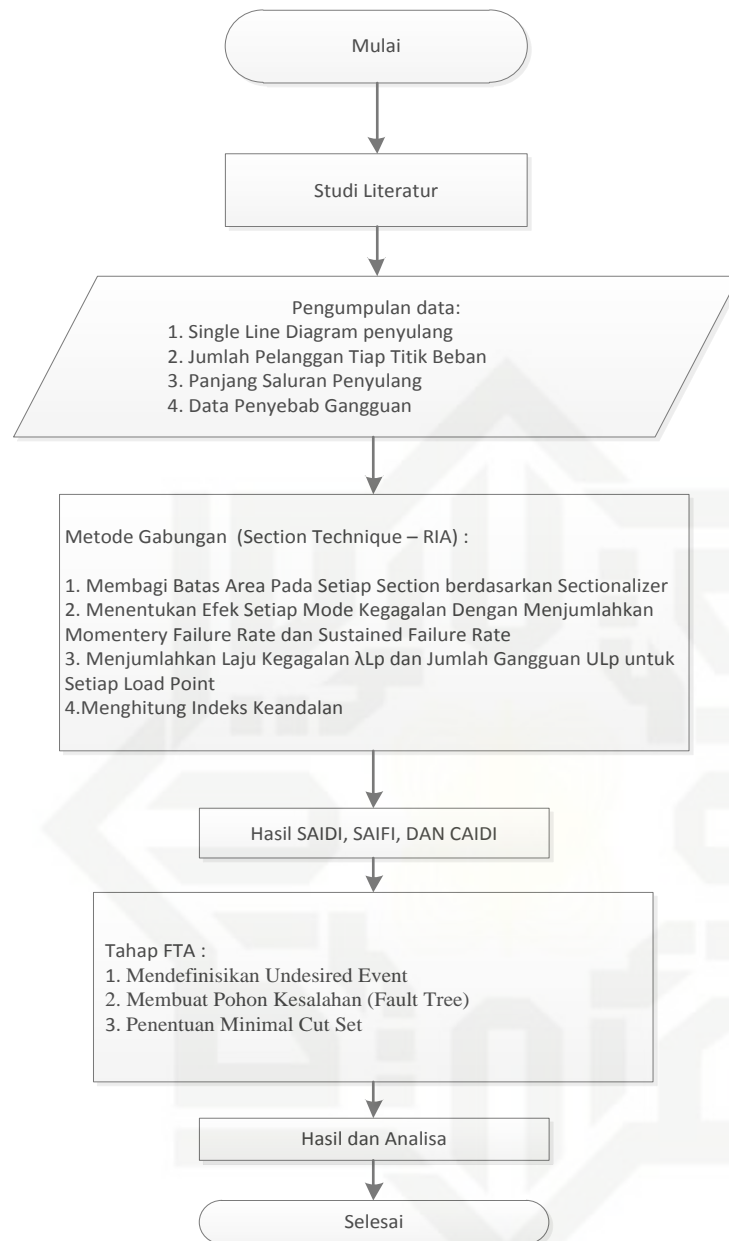 Mulai
Studi Literatur
Pengumpulan data:
1. Single Line Diagram penyulang
2. Jumlah Pelanggan Tiap Titik Beban
3. Panjang Saluran Penyulang
4. Data Penyebab Gangguan
Metode Gabungan (Section Technique – RIA) :
1. Membagi Batas Area Pada Setiap Section berdasarkan Sectionalizer
2. Menentukan Efek Setiap Mode Kegagalan Dengan Menjumlahkan
Momentery Failure Rate dan Sustained Failure Rate
3. Menjumlahkan Laju Kegagalan λLp dan Jumlah Gangguan ULp untuk
Setiap Load Point
4.Menghitung Indeks Keandalan
Hasil SAIDI, SAIFI, DAN CAIDI
Tahap FTA :
1. Mendefinisikan Undesired Event
2. Membuat Pohon Kesalahan (Fault Tree)
3. Penentuan Minimal Cut Set
Hasil dan Analisa
Selesai